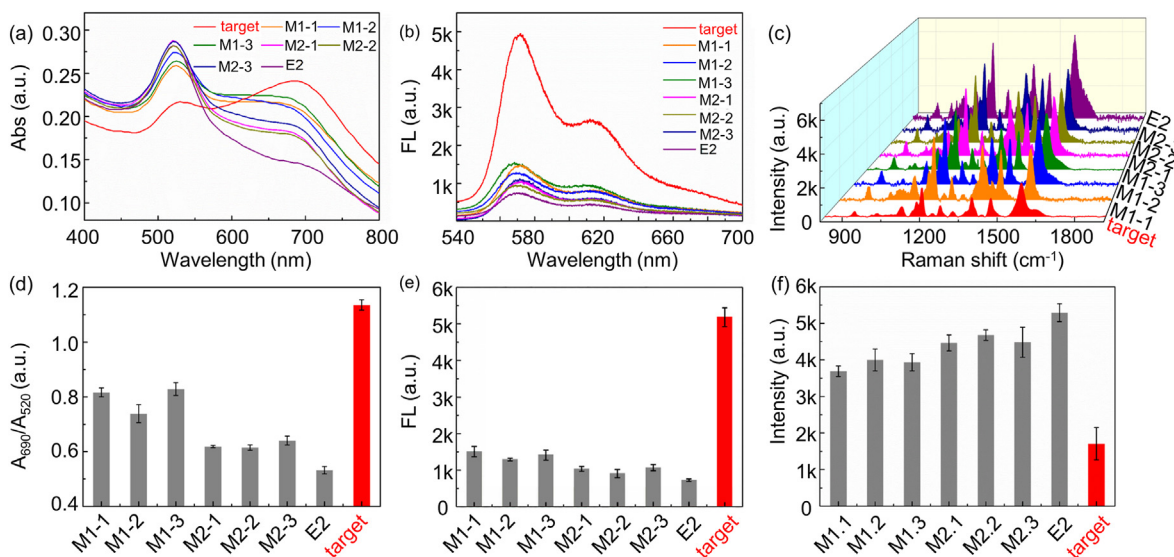 (a)
target M1-1 M1-2
M1-3 M2-1 M2-2
M2-3 E2
Abs (a.u.)
0.30
0.25
0.20
0.15
0.10
400 500 600 700 800
Wavelength (nm)
(b)
target
M1-1
M1-2
M1-3
M2-1
M2-2
M2-3
E2
FL (a.u.)
5k
4k
3k
2k
1k
540 580 620 660 700
Wavelength (nm)
(c)
Intensity (a.u.)
6k
4k
2k
0
900 1200 1500 1800
Raman shift (cm-1)
E2
M2-2
M2-1
M1-3
M1-2
M1-1
target
(d)
A690/A520 (a.u.)
1.2
1.0
0.8
0.6
0.4
M1-1 M1-2 M1-3 M2-1 M2-2 M2-3 E2 target
(e)
FL (a.u.)
6k
5k
4k
3k
2k
1k
0
M1-1 M1-2 M1-3 M2-1 M2-2 M2-3 E2 target
(f)
Intensity (a.u.)
6k
5k
4k
3k
2k
1k
0
M1.1 M1.2 M1.3 M2.1 M2.2 M2.3 E2 target